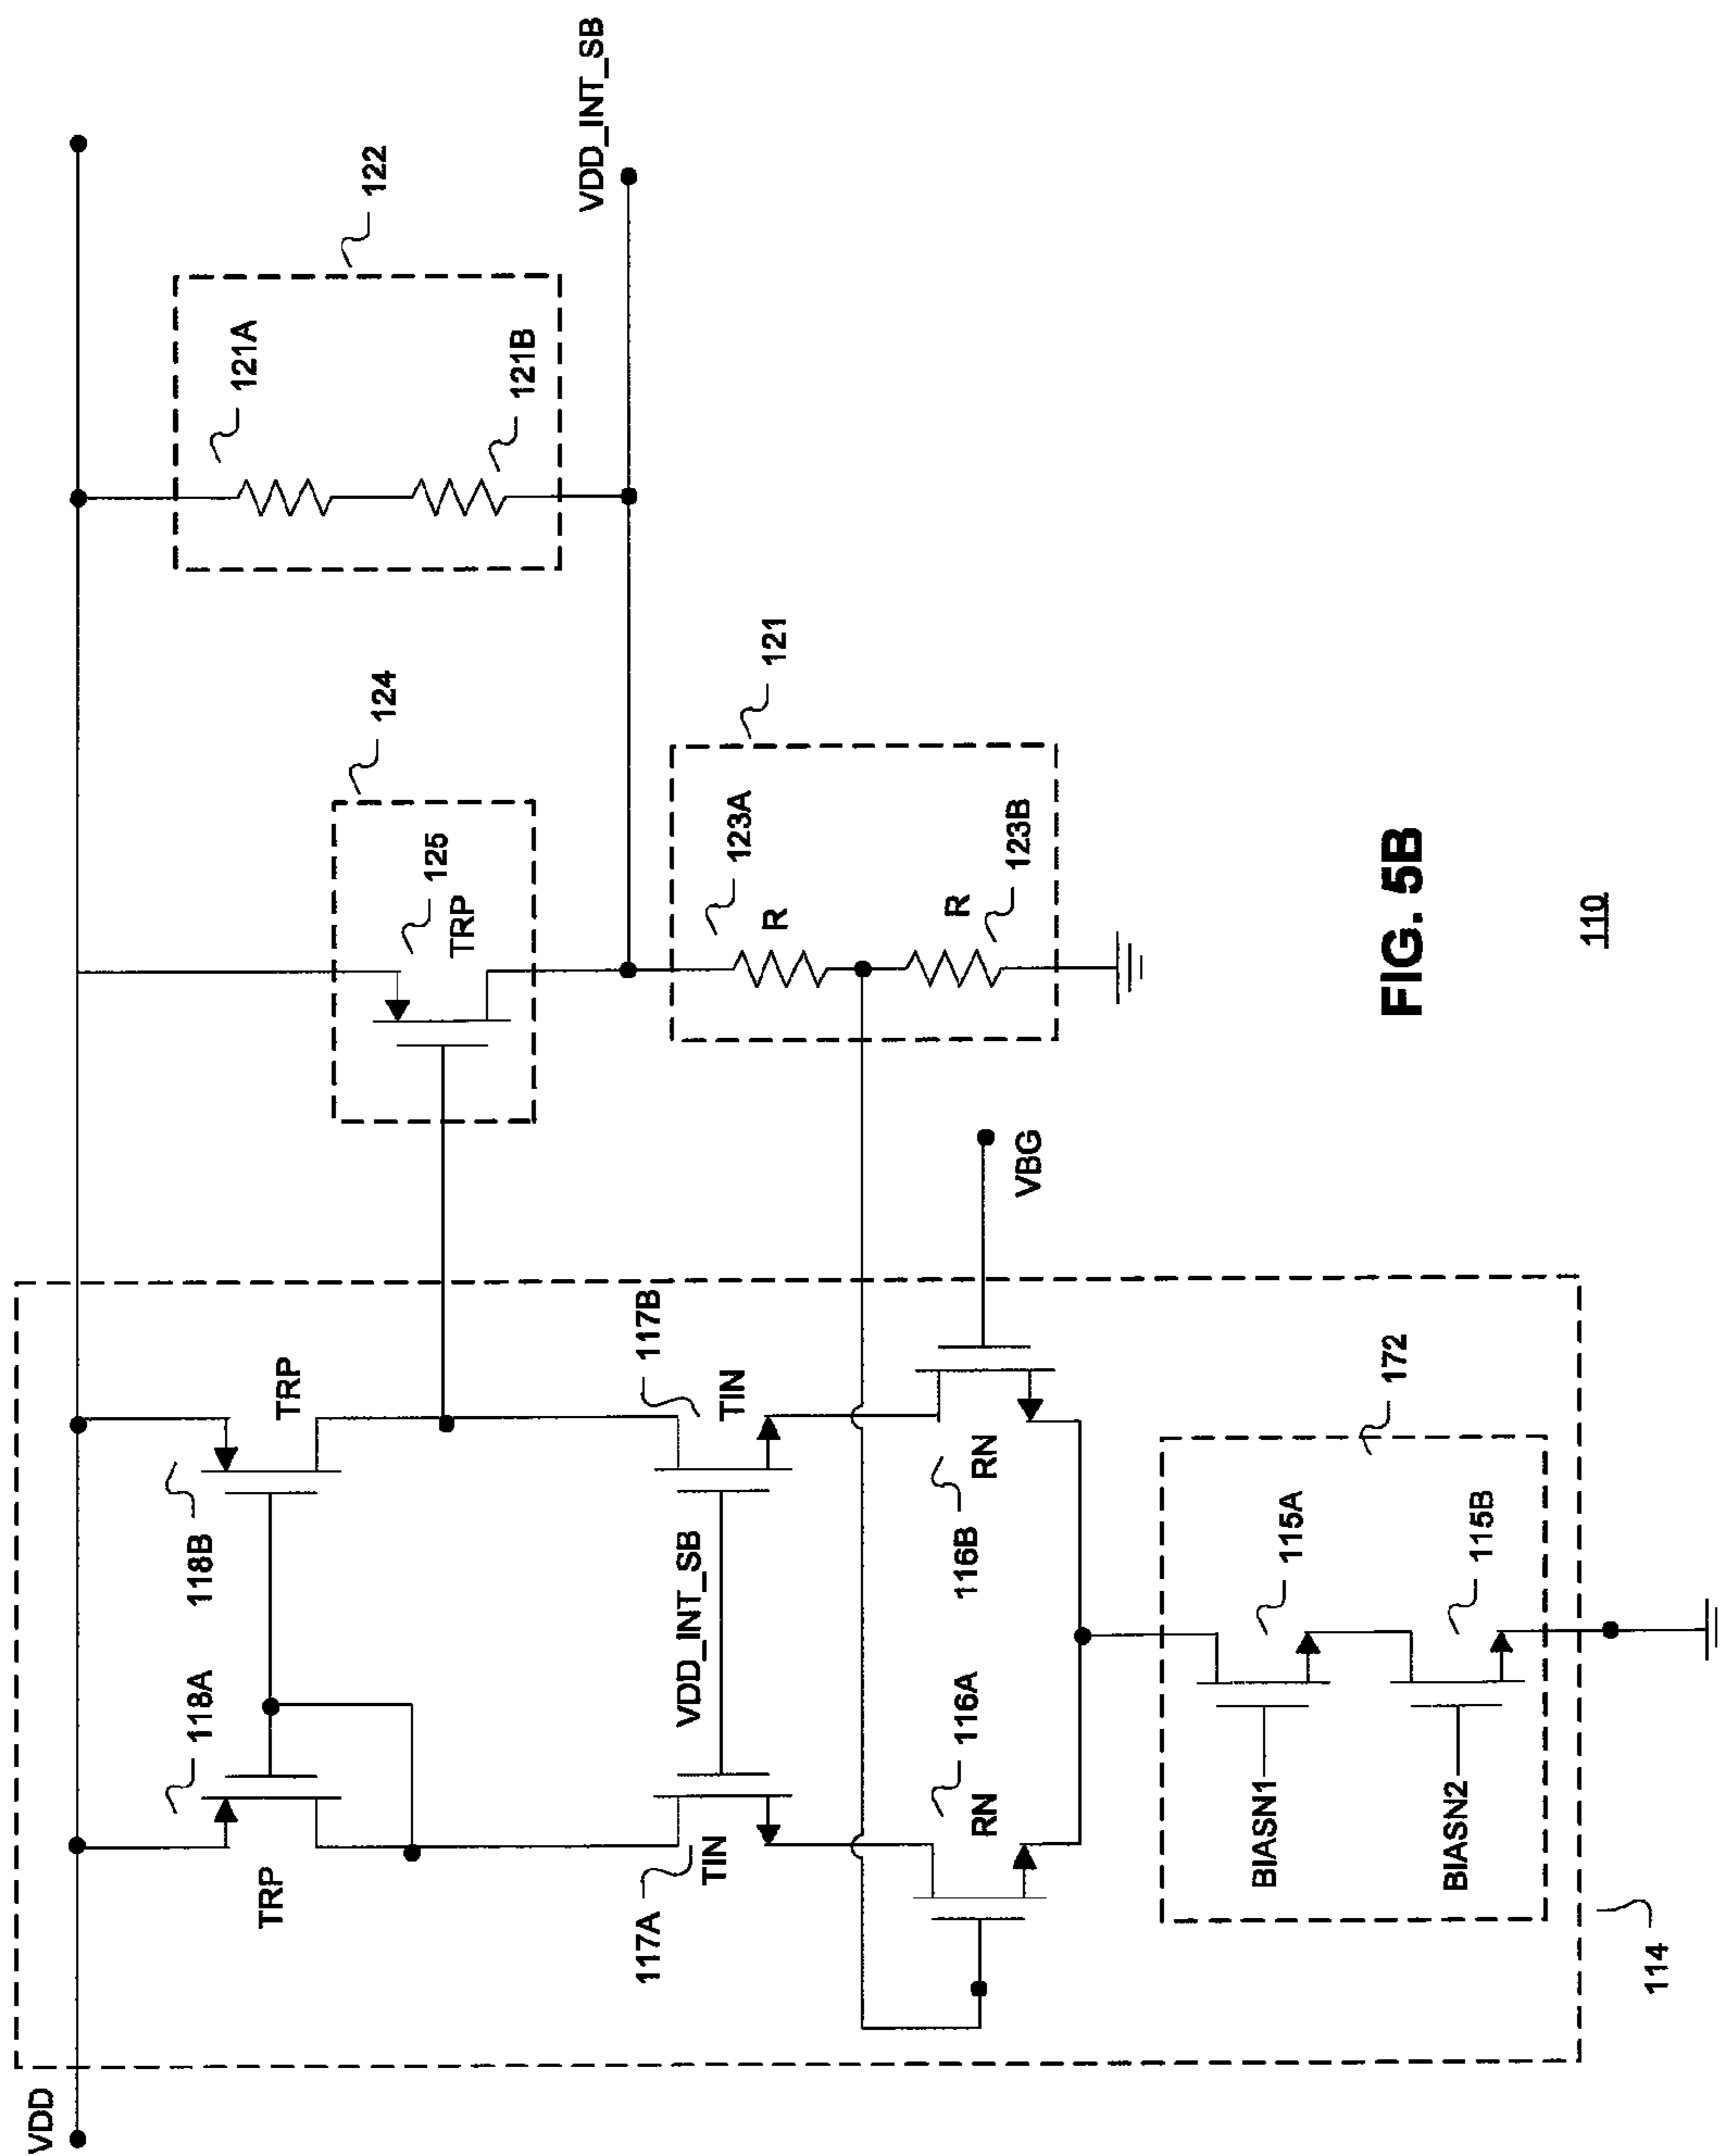 VDD
118A
TRP
118B
TRP
124
125
TRP
122
121A
121B
VDD_INT_SB
117A
TIN
VDD_INT_SB
117B
TIN
116A
RN
116B
RN
VBG
121
123A
R
R
123B
172
115A
BIASN1
115B
BIASN2
114
FIG. 5B
110